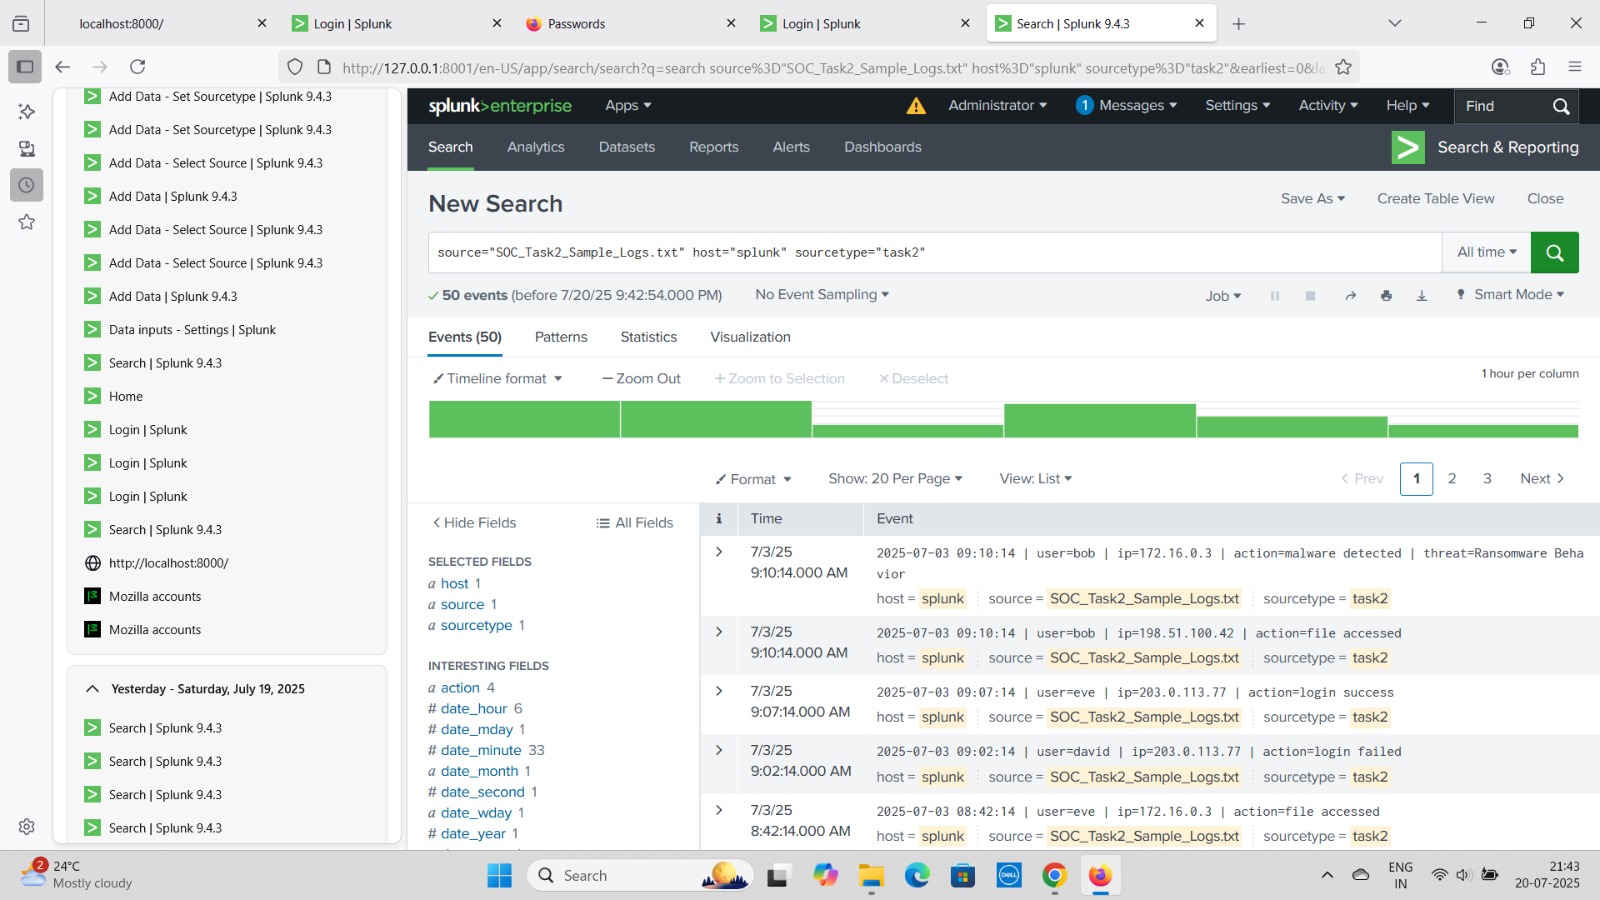 localhost:8000/
Login | Splunk
Passwords
Login | Splunk
Search | Splunk 9.4.3
http://127.0.0.1:8001/en-US/app/search/search?q=search source%3D"SOC_Task2_Sample_Logs.txt" host%3D"splunk" sourcetype%3D"task2"&earliest=0&la
Add Data - Set Sourcetype | Splunk 9.4.3
Add Data - Set Sourcetype | Splunk 9.4.3
Add Data - Select Source | Splunk 9.4.3
Add Data | Splunk 9.4.3
Add Data - Select Source | Splunk 9.4.3
Add Data - Select Source | Splunk 9.4.3
Add Data | Splunk 9.4.3
Data inputs - Settings | Splunk
Search | Splunk 9.4.3
Home
Login | Splunk
Login | Splunk
Login | Splunk
Search | Splunk 9.4.3
http://localhost:8000/
Mozilla accounts
Mozilla accounts
Yesterday - Saturday, July 19, 2025
Search | Splunk 9.4.3
Search | Splunk 9.4.3
Search | Splunk 9.4.3
Search | Splunk 9.4.3
splunk>enterprise Apps
Administrator 1 Messages Settings Activity Help Find
Search Analytics Datasets Reports Alerts Dashboards Search & Reporting
New Search
Save As Create Table View Close
source="SOC_Task2_Sample_Logs.txt" host="splunk" sourcetype="task2"
All time
50 events (before 7/20/25 9:42:54.000 PM) No Event Sampling
Job Smart Mode
Events (50) Patterns Statistics Visualization
Timeline format — Zoom Out + Zoom to Selection × Deselect
1 hour per column
Format Show: 20 Per Page View: List
< Prev 1 2 3 Next >
< Hide Fields All Fields
SELECTED FIELDS
a host 1
a source 1
a sourcetype 1
INTERESTING FIELDS
a action 4
# date_hour 6
# date_mday 1
# date_minute 33
a date_month 1
# date_second 1
a date_wday 1
# date_year 1
i Time Event
7/3/25
9:10:14.000 AM
2025-07-03 09:10:14 | user=bob | ip=172.16.0.3 | action=malware detected | threat=Ransomware Beha
vior
host = splunk source = SOC_Task2_Sample_Logs.txt sourcetype = task2
7/3/25
9:10:14.000 AM
2025-07-03 09:10:14 | user=bob | ip=198.51.100.42 | action=file accessed
host = splunk source = SOC_Task2_Sample_Logs.txt sourcetype = task2
7/3/25
9:07:14.000 AM
2025-07-03 09:07:14 | user=eve | ip=203.0.113.77 | action=login success
host = splunk source = SOC_Task2_Sample_Logs.txt sourcetype = task2
7/3/25
9:02:14.000 AM
2025-07-03 09:02:14 | user=david | ip=203.0.113.77 | action=login failed
host = splunk source = SOC_Task2_Sample_Logs.txt sourcetype = task2
7/3/25
8:42:14.000 AM
2025-07-03 08:42:14 | user=eve | ip=172.16.0.3 | action=file accessed
host = splunk source = SOC_Task2_Sample_Logs.txt sourcetype = task2
2
24°C
Mostly cloudy
Search
DELL
ENG
IN
21:43
20-07-2025